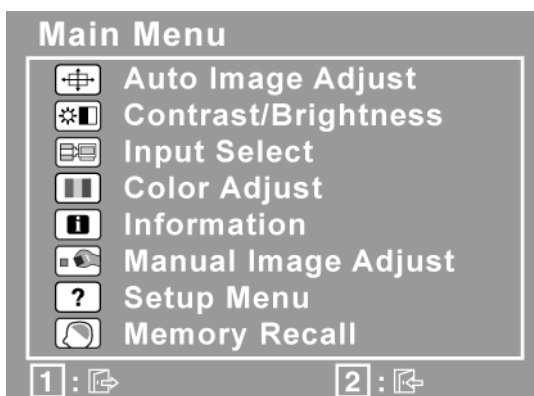 Main Menu
Auto Image Adjust
Contrast/Brightness
Input Select
Color Adjust
i Information
Manual Image Adjust
? Setup Menu
Memory Recall
1 : 2 :